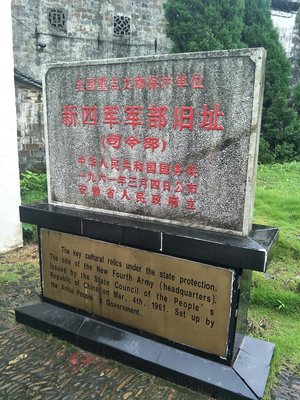 全国重点文物保护单位
新四军军部旧址
(司令部)
中华人民共和国国务院
一九六一年三月四日公布
安徽省人民政府立
The key cultural relics under the state protection.
The site of the New Fourth Army (headquarters).
Issued by the State Council of the People's
Republic of China on Mar. 4th, 1961. Set up by
the Anhui People's Government.